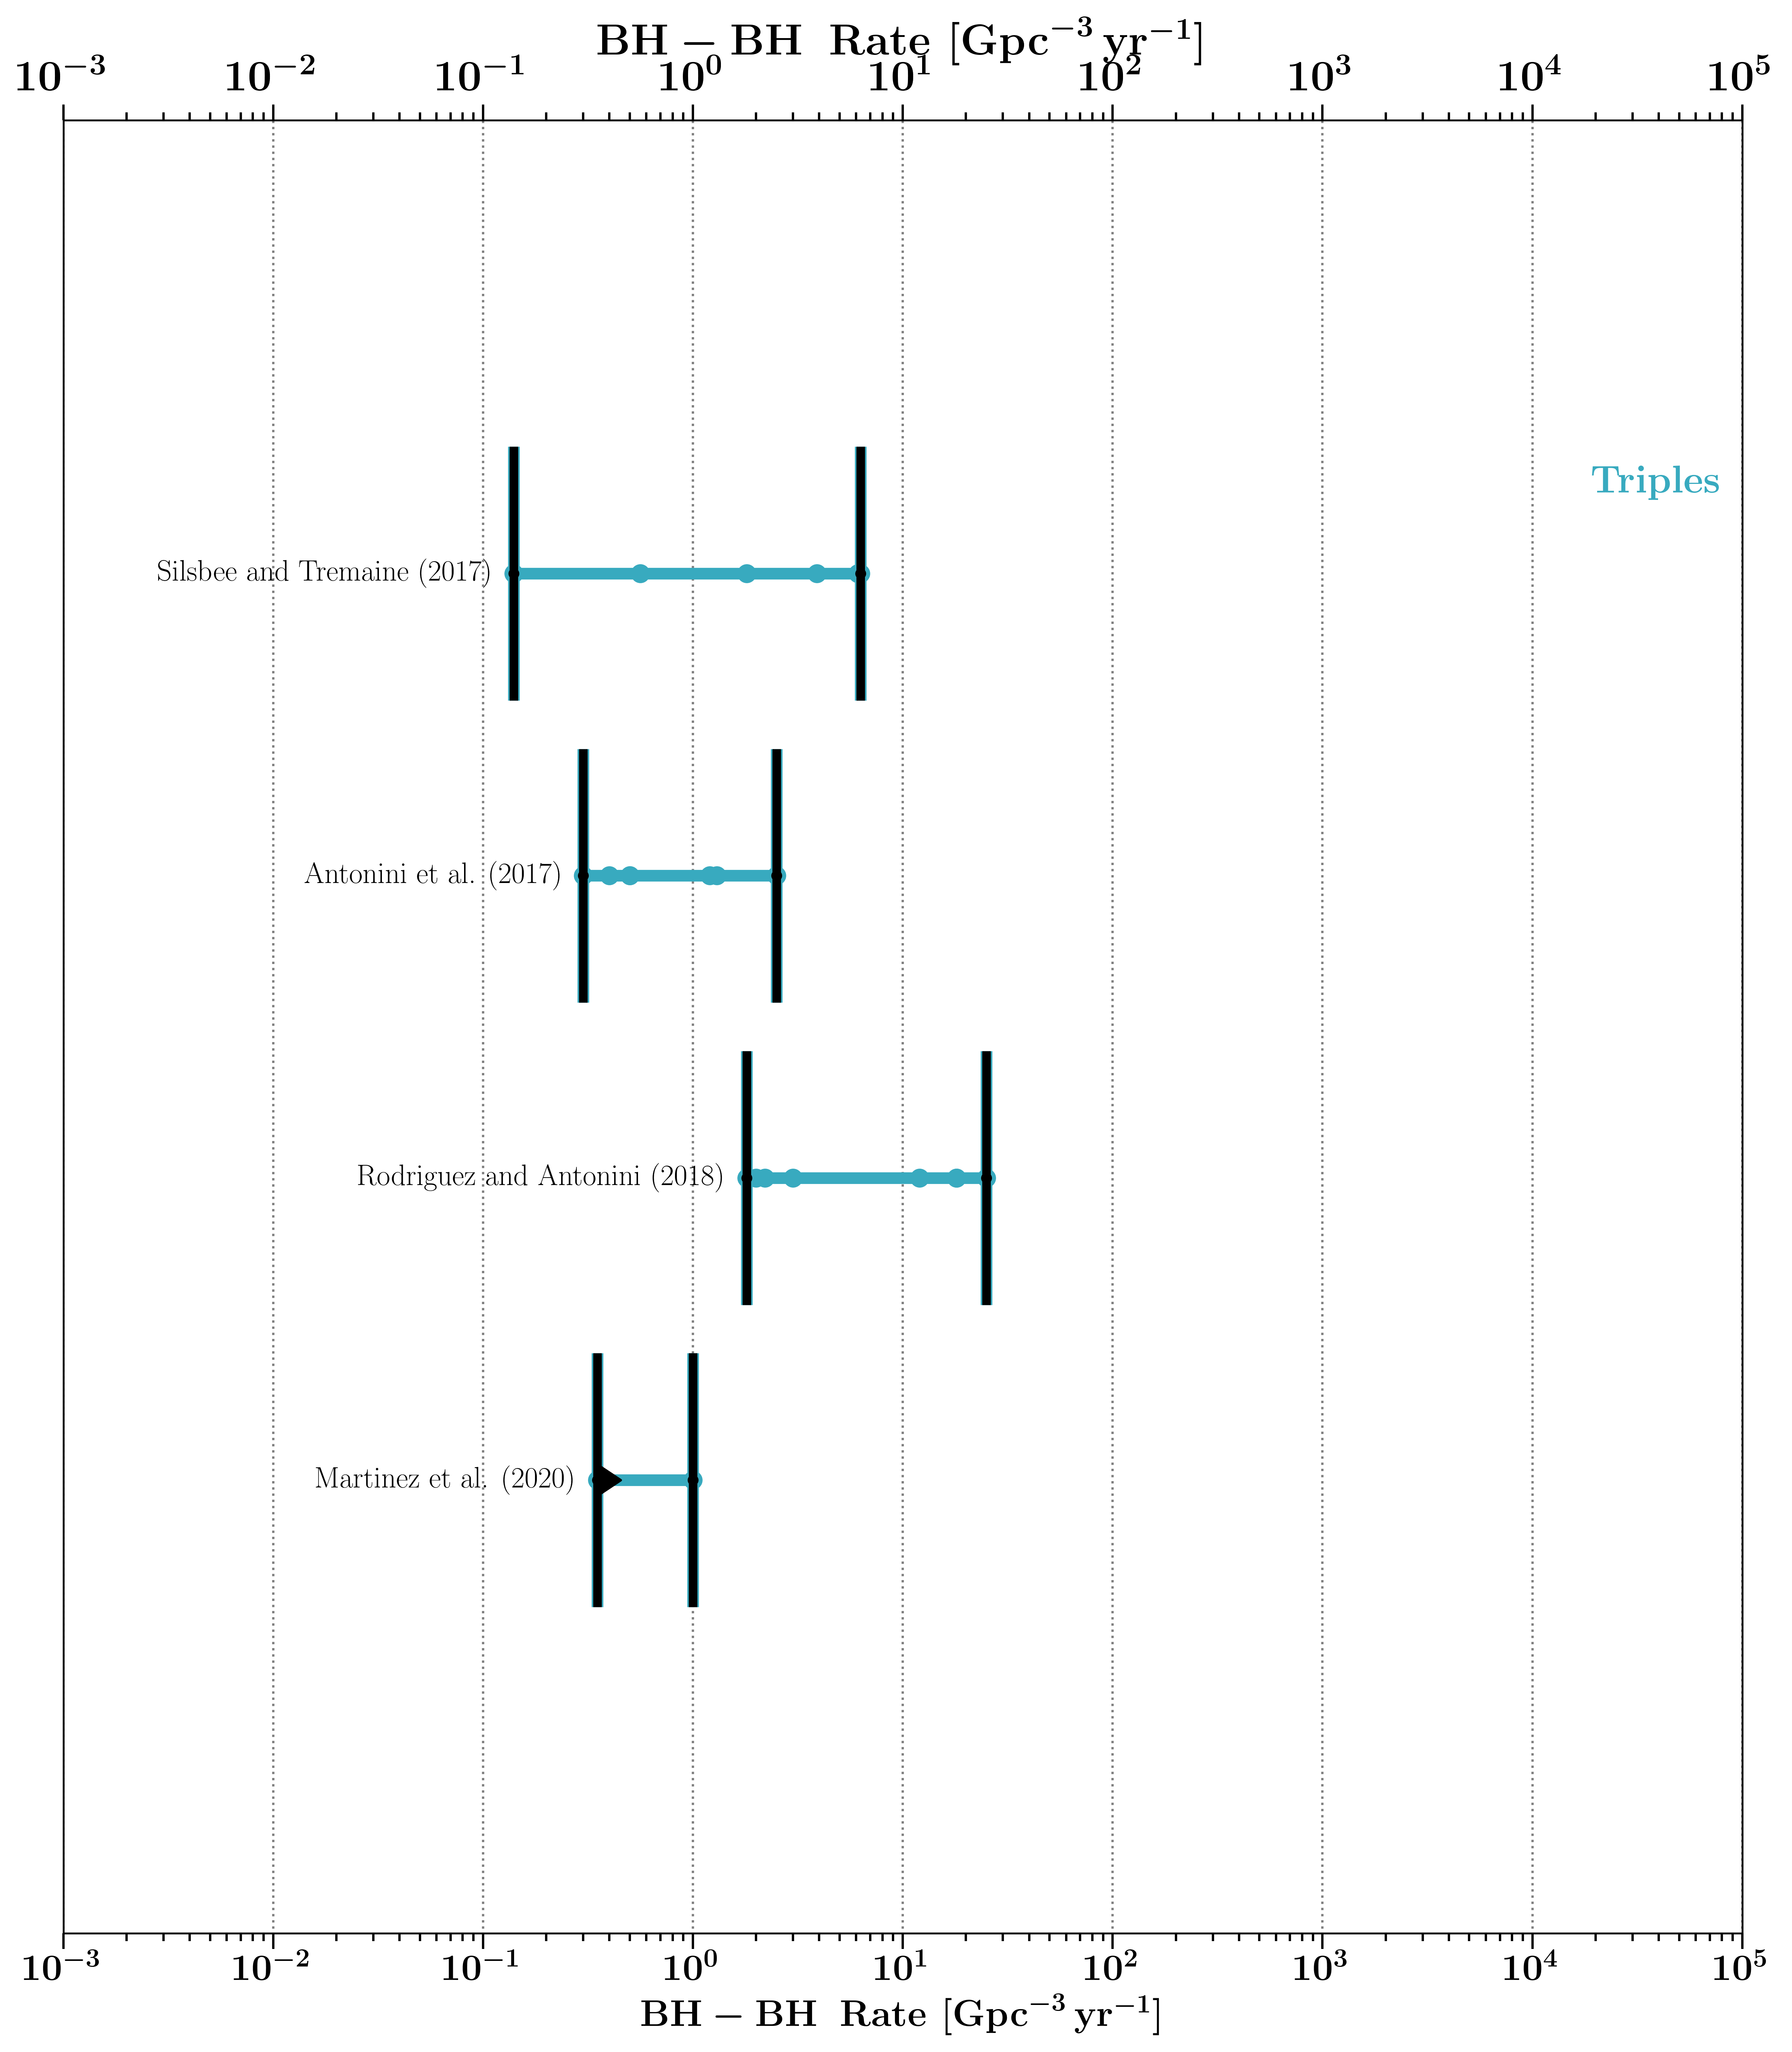 BH − BH Rate [Gpc⁻³ yr⁻¹]
10⁻³ 10⁻² 10⁻¹ 10⁰ 10¹ 10² 10³ 10⁴ 10⁵
Triples
Silsbee and Tremaine (2017)
Antonini et al. (2017)
Rodriguez and Antonini (2018)
Martinez et al. (2020)
10⁻³ 10⁻² 10⁻¹ 10⁰ 10¹ 10² 10³ 10⁴ 10⁵
BH − BH Rate [Gpc⁻³ yr⁻¹]